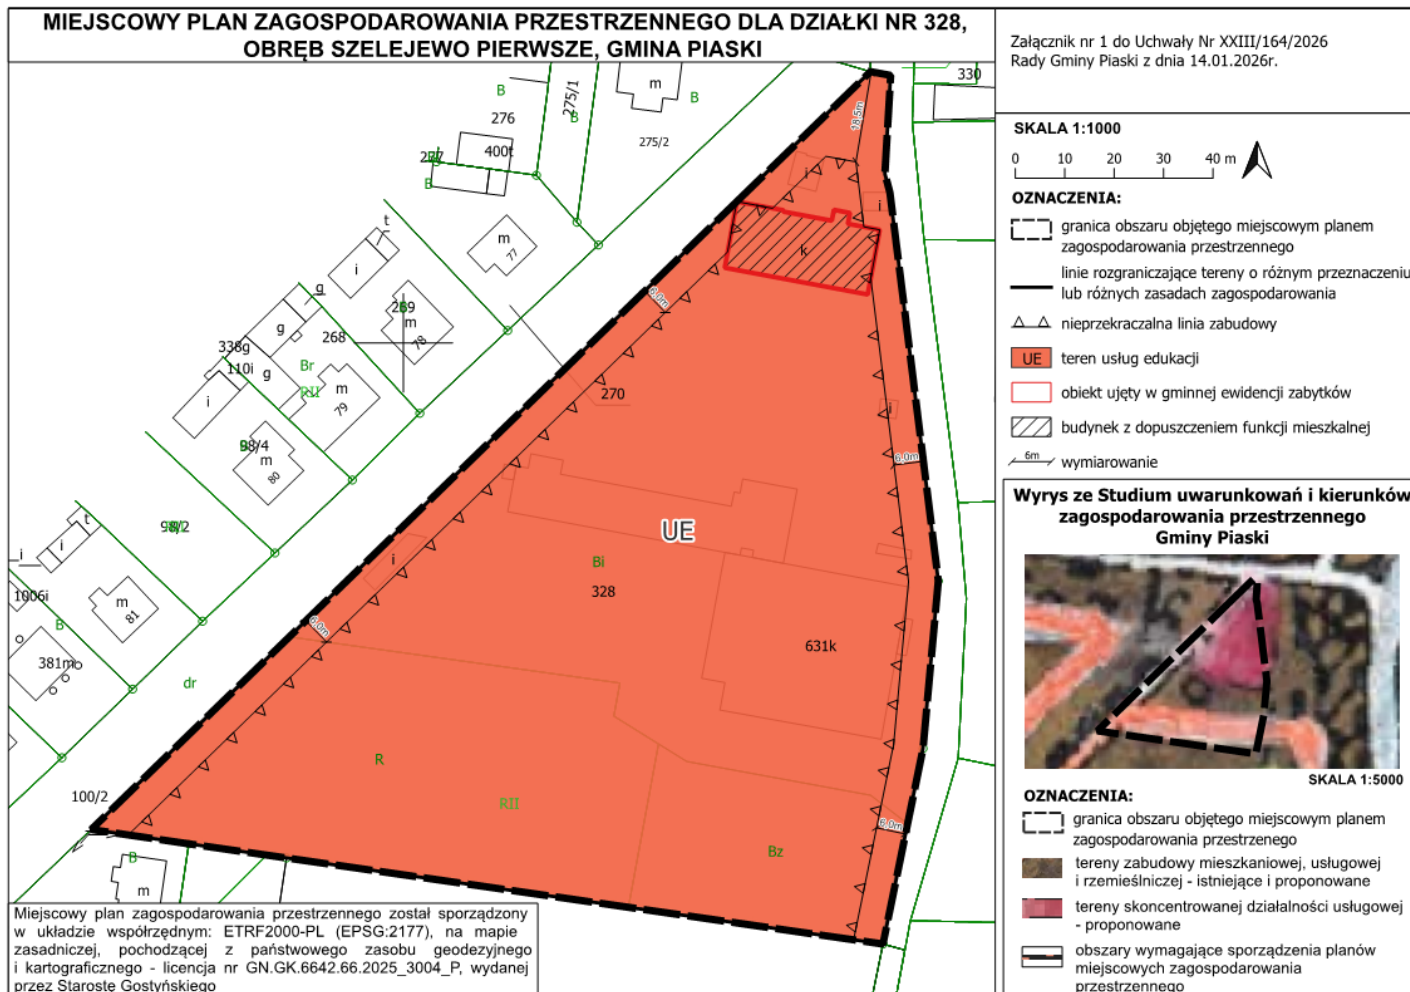 MIEJSCOWY PLAN ZAGOSPODAROWANIA PRZESTRZENNEGO DLA DZIAŁKI NR 328,
OBRĘB SZELEJEWO PIERWSZE, GMINA PIASKI
Załącznik nr 1 do Uchwały Nr XXIII/164/2026
Rady Gminy Piaski z dnia 14.01.2026r.
SKALA 1:1000
0 10 20 30 40 m
OZNACZENIA:
granica obszaru objętego miejscowym planem
zagospodarowania przestrzennego
linie rozgraniczające tereny o różnym przeznaczeniu
lub różnych zasadach zagospodarowania
nieprzekraczalna linia zabudowy
UE teren usług edukacji
obiekt ujęty w gminnej ewidencji zabytków
budynek z dopuszczeniem funkcji mieszkalnej
6m wymiarowanie
Wyrys ze Studium uwarunkowań i kierunków
zagospodarowania przestrzennego
Gminy Piaski
SKALA 1:5000
OZNACZENIA:
granica obszaru objętego miejscowym planem
zagospodarowania przestrzenego
tereny zabudowy mieszkaniowej, usługowej
i rzemieślniczej - istniejące i proponowane
tereny skoncentrowanej działalności usługowej
- proponowane
obszary wymagające sporządzenia planów
miejscowych zagospodarowania
przestrzennego
330
B
275/1
m
B
276
B
275/2
400t
B
18,5m
i
i
k
t
m
77
i
g
269
m
78
6,0m
g
268
338g
110i
g
Br
RII
m
79
i
270
i
98/4
m
80
6,0m
98/2
t
i
i
UE
Bi
328
i
1006i
m
81
B
6,0m
631k
381m
dr
R
RII
100/2
6,0m
Bz
B
m
Miejscowy plan zagospodarowania przestrzennego został sporządzony
w układzie współrzędnym: ETRF2000-PL (EPSG:2177), na mapie
zasadniczej, pochodzącej z państwowego zasobu geodezyjnego
i kartograficznego - licencja nr GN.GK.6642.66.2025_3004_P, wydanej
przez Starostę Gostyńskiego